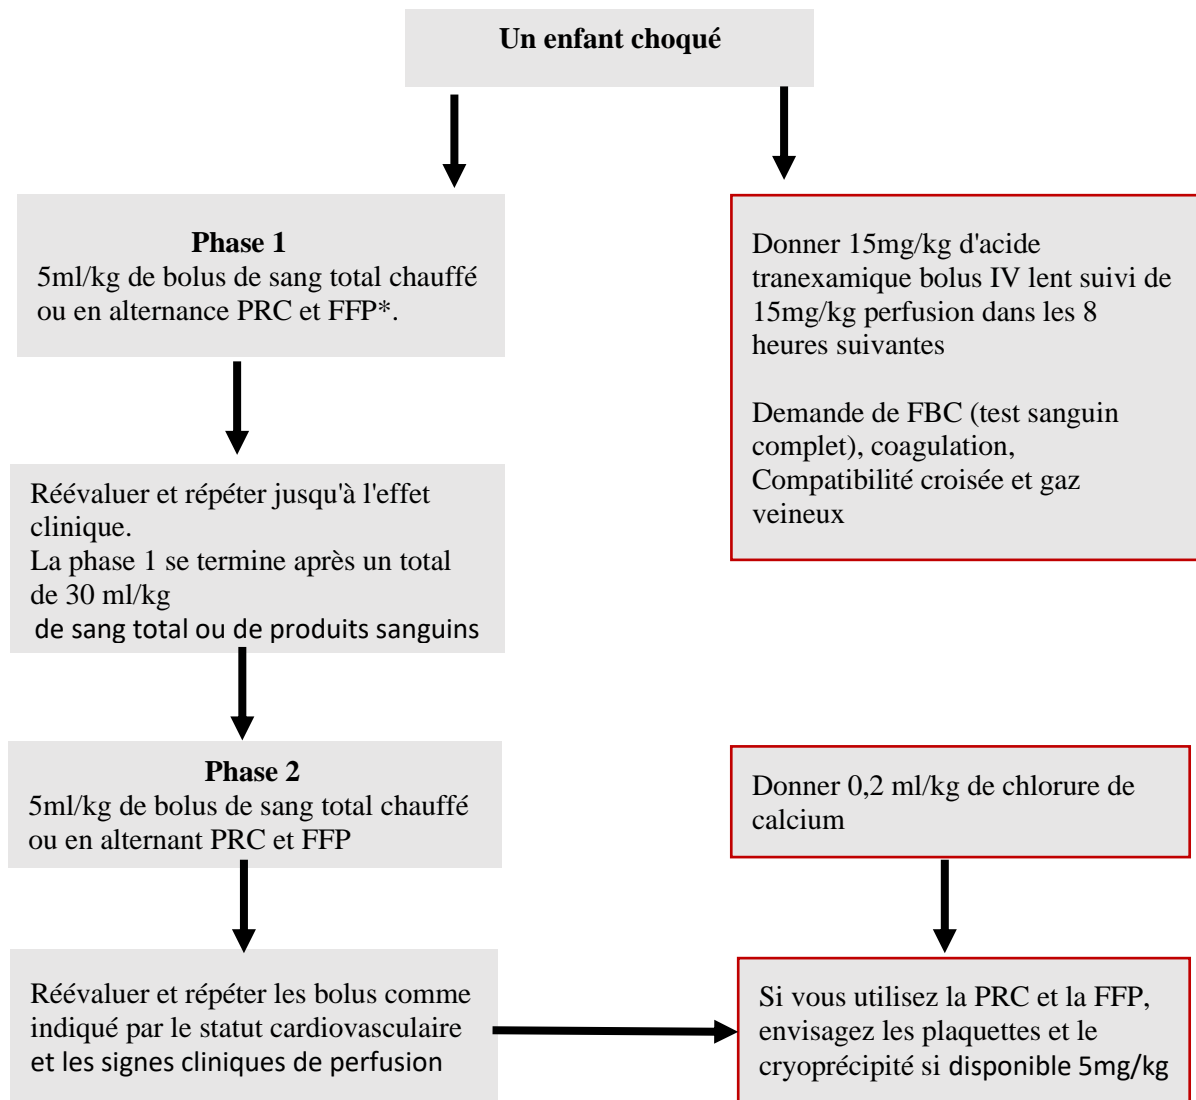 Un enfant choqué
Phase 1
5ml/kg de bolus de sang total chauffé
ou en alternance PRC et FFP*.
Donner 15mg/kg d'acide
tranexamique bolus IV lent suivi de
15mg/kg perfusion dans les 8
heures suivantes
Demande de FBC (test sanguin
complet), coagulation,
Compatibilité croisée et gaz
veineux
Réévaluer et répéter jusqu'à l'effet
clinique.
La phase 1 se termine après un total
de 30 ml/kg
de sang total ou de produits sanguins
Phase 2
5ml/kg de bolus de sang total chauffé
ou en alternant PRC et FFP
Donner 0,2 ml/kg de chlorure de
calcium
Réévaluer et répéter les bolus comme
indiqué par le statut cardiovasculaire
et les signes cliniques de perfusion
Si vous utilisez la PRC et la FFP,
envisagez les plaquettes et le
cryoprécipité si disponible 5mg/kg